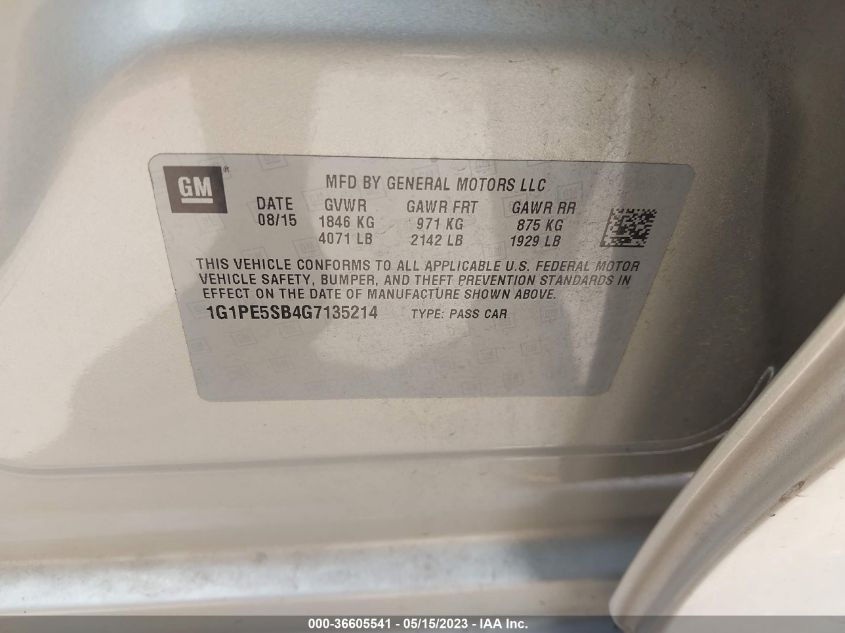 GM ®
MFD BY GENERAL MOTORS LLC
DATE GVWR GAWR FRT GAWR RR
08/15 1846 KG 971 KG 875 KG
4071 LB 2142 LB 1929 LB
THIS VEHICLE CONFORMS TO ALL APPLICABLE U.S. FEDERAL MOTOR
VEHICLE SAFETY, BUMPER, AND THEFT PREVENTION STANDARDS IN
EFFECT ON THE DATE OF MANUFACTURE SHOWN ABOVE.
1G1PE5SB4G7135214 TYPE: PASS CAR
000-36605541 - 05/15/2023 - IAA Inc.